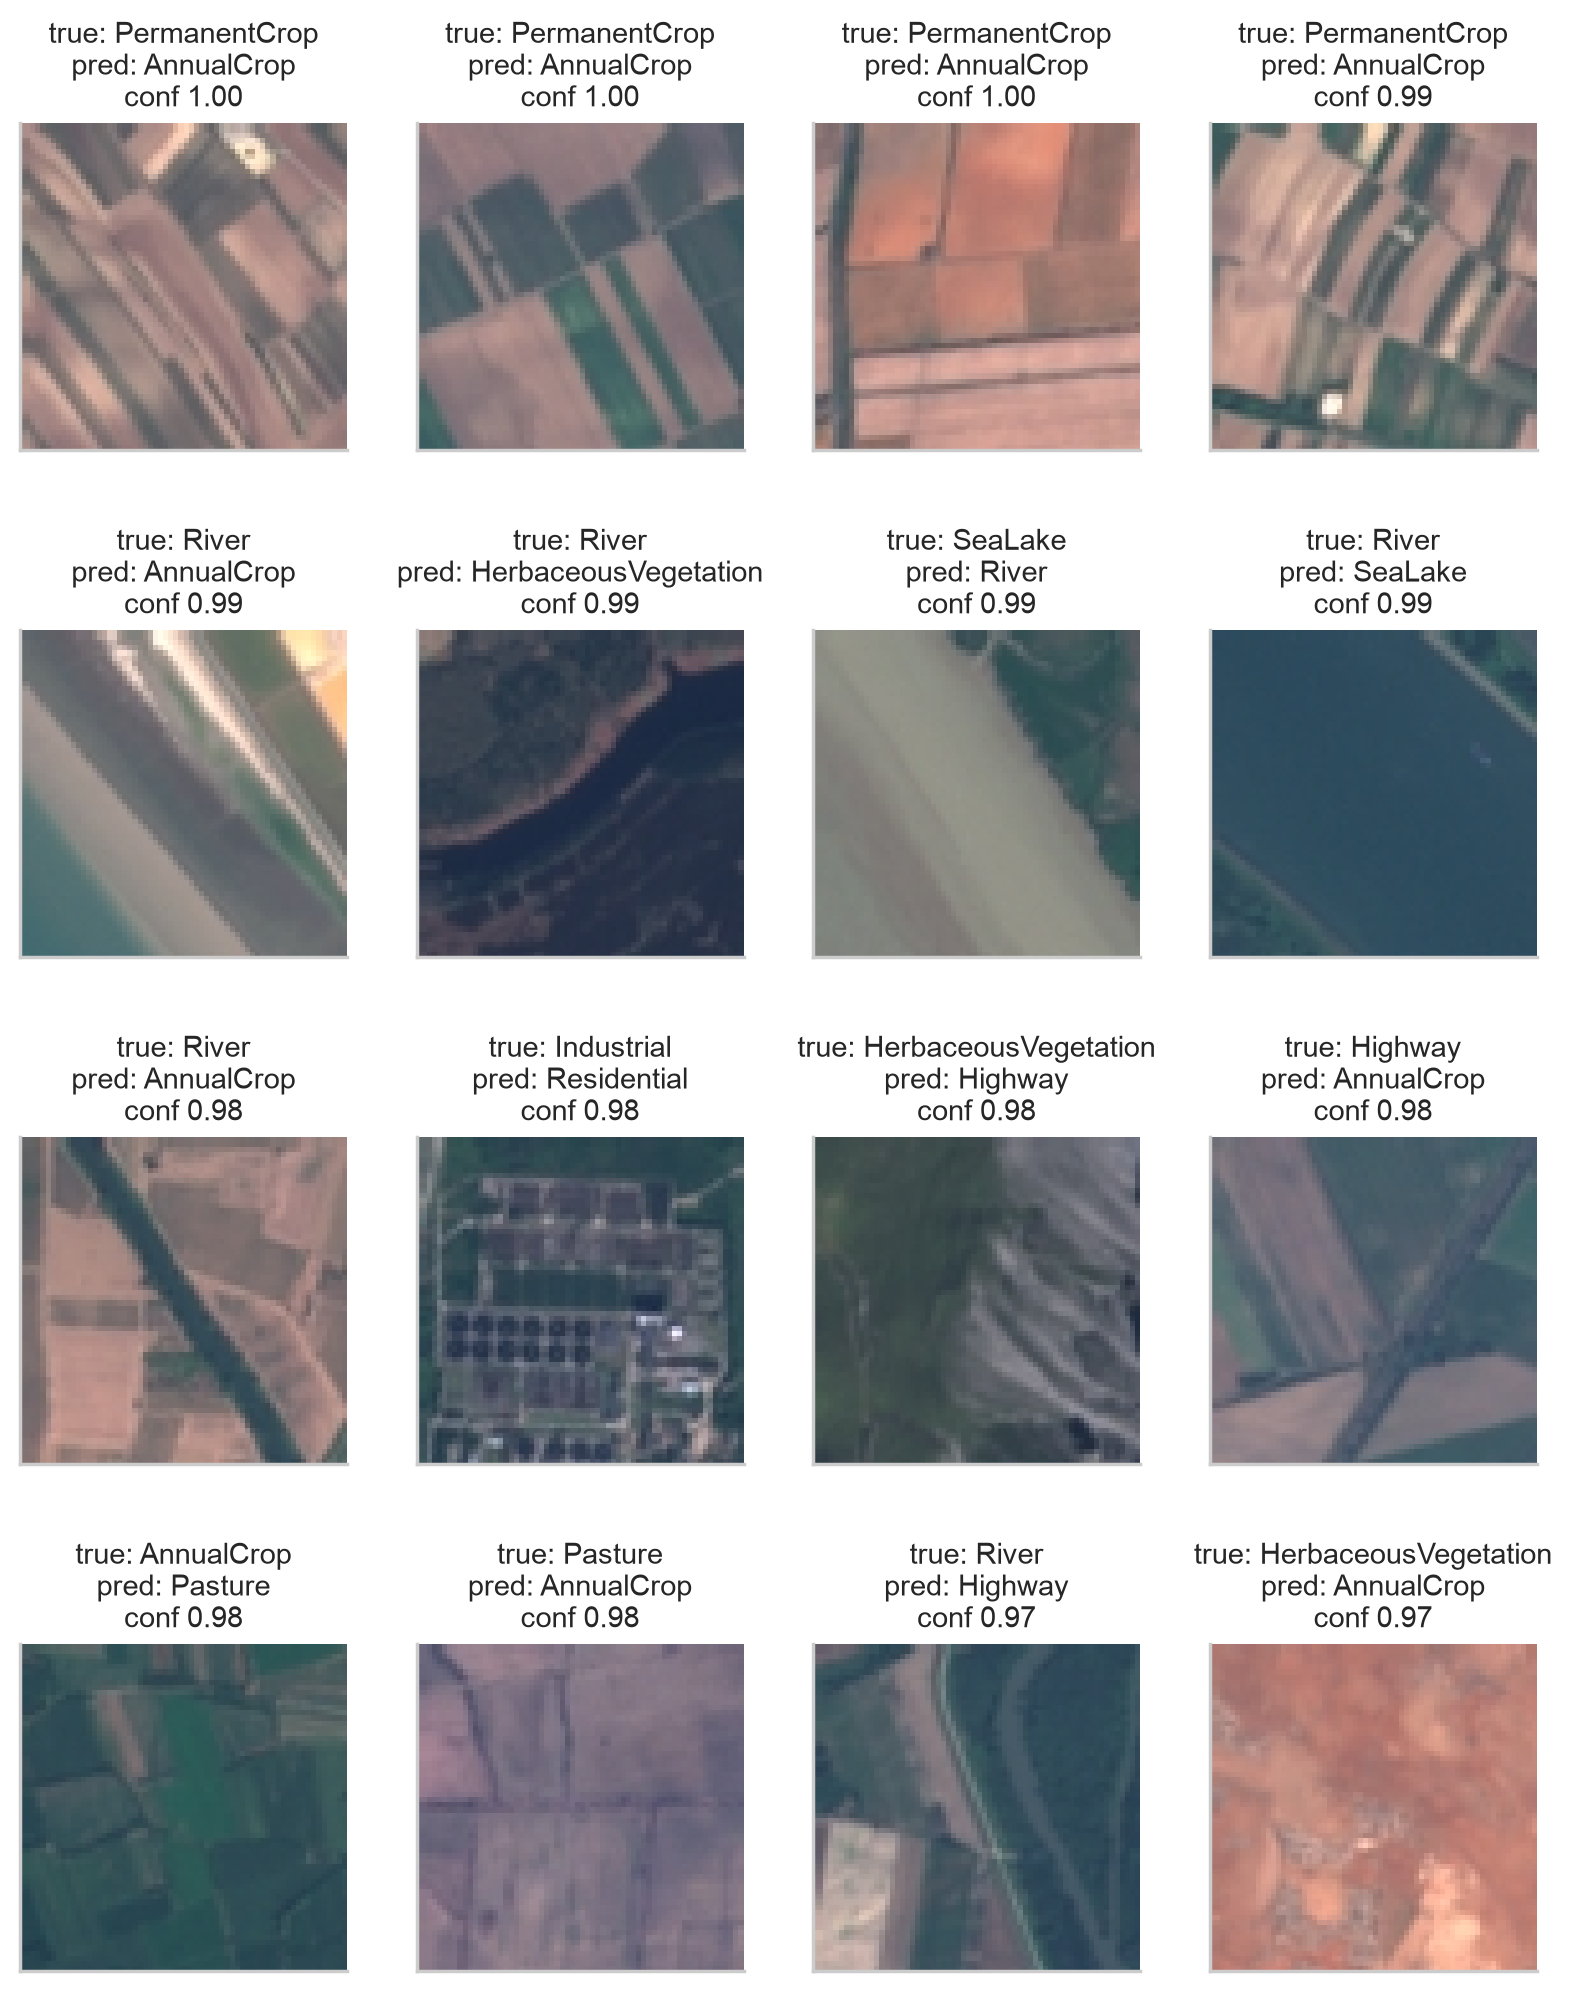 true: PermanentCrop
pred: AnnualCrop
conf 1.00
true: PermanentCrop
pred: AnnualCrop
conf 1.00
true: PermanentCrop
pred: AnnualCrop
conf 1.00
true: PermanentCrop
pred: AnnualCrop
conf 0.99
true: River
pred: AnnualCrop
conf 0.99
true: River
pred: HerbaceousVegetation
conf 0.99
true: SeaLake
pred: River
conf 0.99
true: River
pred: SeaLake
conf 0.99
true: River
pred: AnnualCrop
conf 0.98
true: Industrial
pred: Residential
conf 0.98
true: HerbaceousVegetation
pred: Highway
conf 0.98
true: Highway
pred: AnnualCrop
conf 0.98
true: AnnualCrop
pred: Pasture
conf 0.98
true: Pasture
pred: AnnualCrop
conf 0.98
true: River
pred: Highway
conf 0.97
true: HerbaceousVegetation
pred: AnnualCrop
conf 0.97